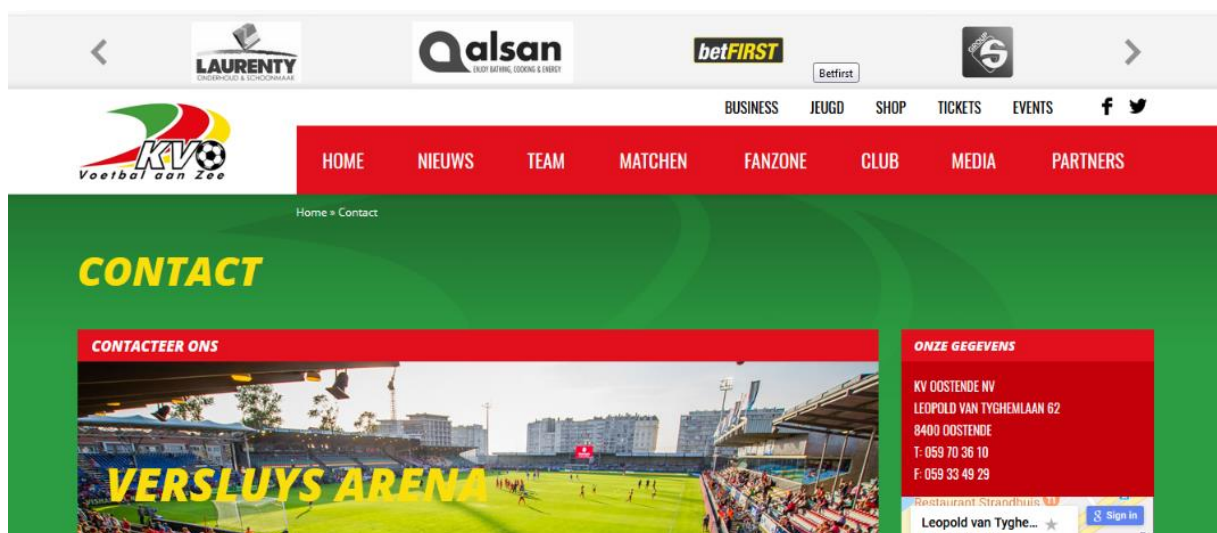 LAURENTY
ONDERHOUD & SCHOONMAAK
alsan
ENJOY BATHING, COOKING & ENERGY
betFIRST
Betfirst
GROUP S
BUSINESS JEUGD SHOP TICKETS EVENTS
KVO
Voetbal aan Zee
HOME NIEUWS TEAM MATCHEN FANZONE CLUB MEDIA PARTNERS
Home » Contact
CONTACT
CONTACTEER ONS
VERSLUYS ARENA
ONZE GEGEVENS
KV OOSTENDE NV
LEOPOLD VAN TYGHEMLAAN 62
8400 OOSTENDE
T: 059 70 36 10
F: 059 33 49 29
Restaurant Strandhuis
Leopold van Tyghe...
Sign in